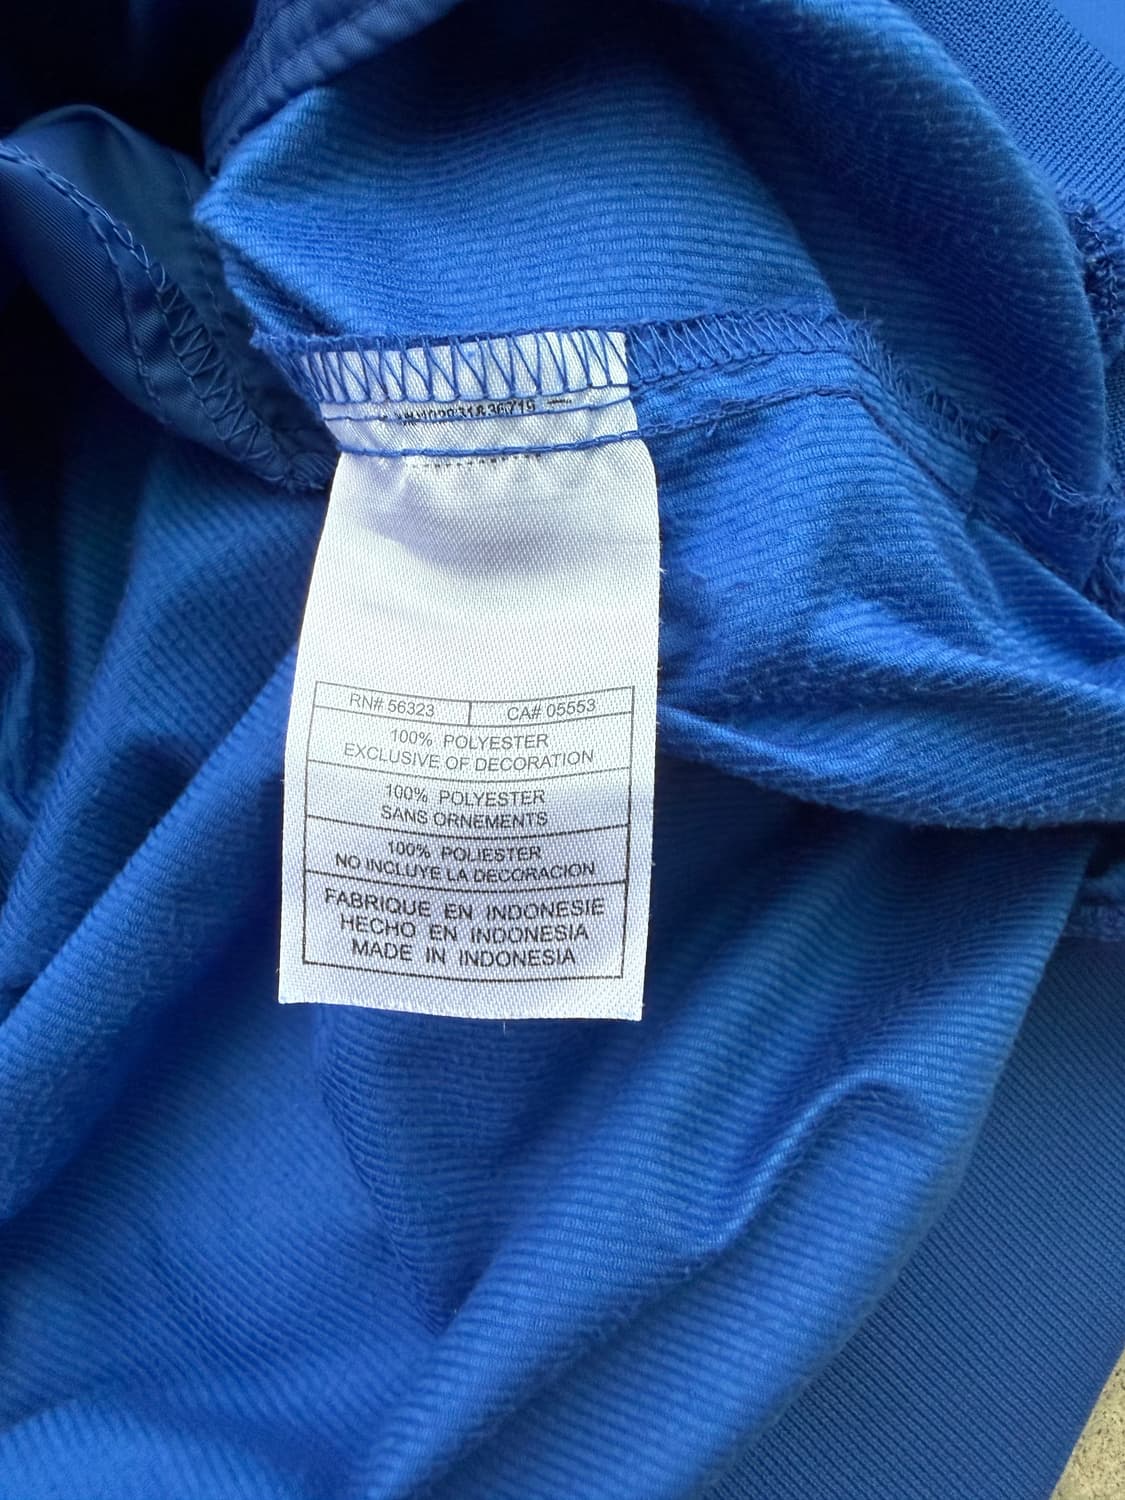 RN# 56323 CA# 05553
100% POLYESTER
EXCLUSIVE OF DECORATION
100% POLYESTER
SANS ORNEMENTS
100% POLIESTER
NO INCLUYE LA DECORACION
FABRIQUE EN INDONESIE
HECHO EN INDONESIA
MADE IN INDONESIA